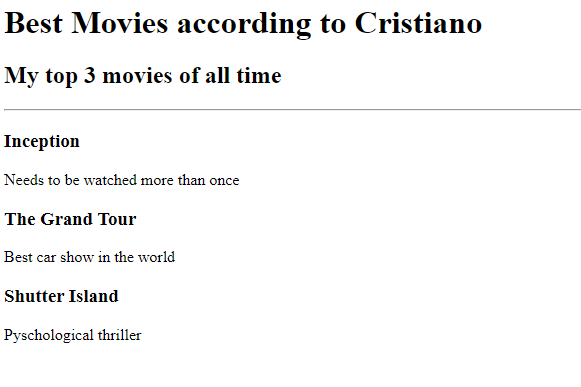 Best Movies according to Cristiano
My top 3 movies of all time
Inception
Needs to be watched more than once
The Grand Tour
Best car show in the world
Shutter Island
Pyschological thriller